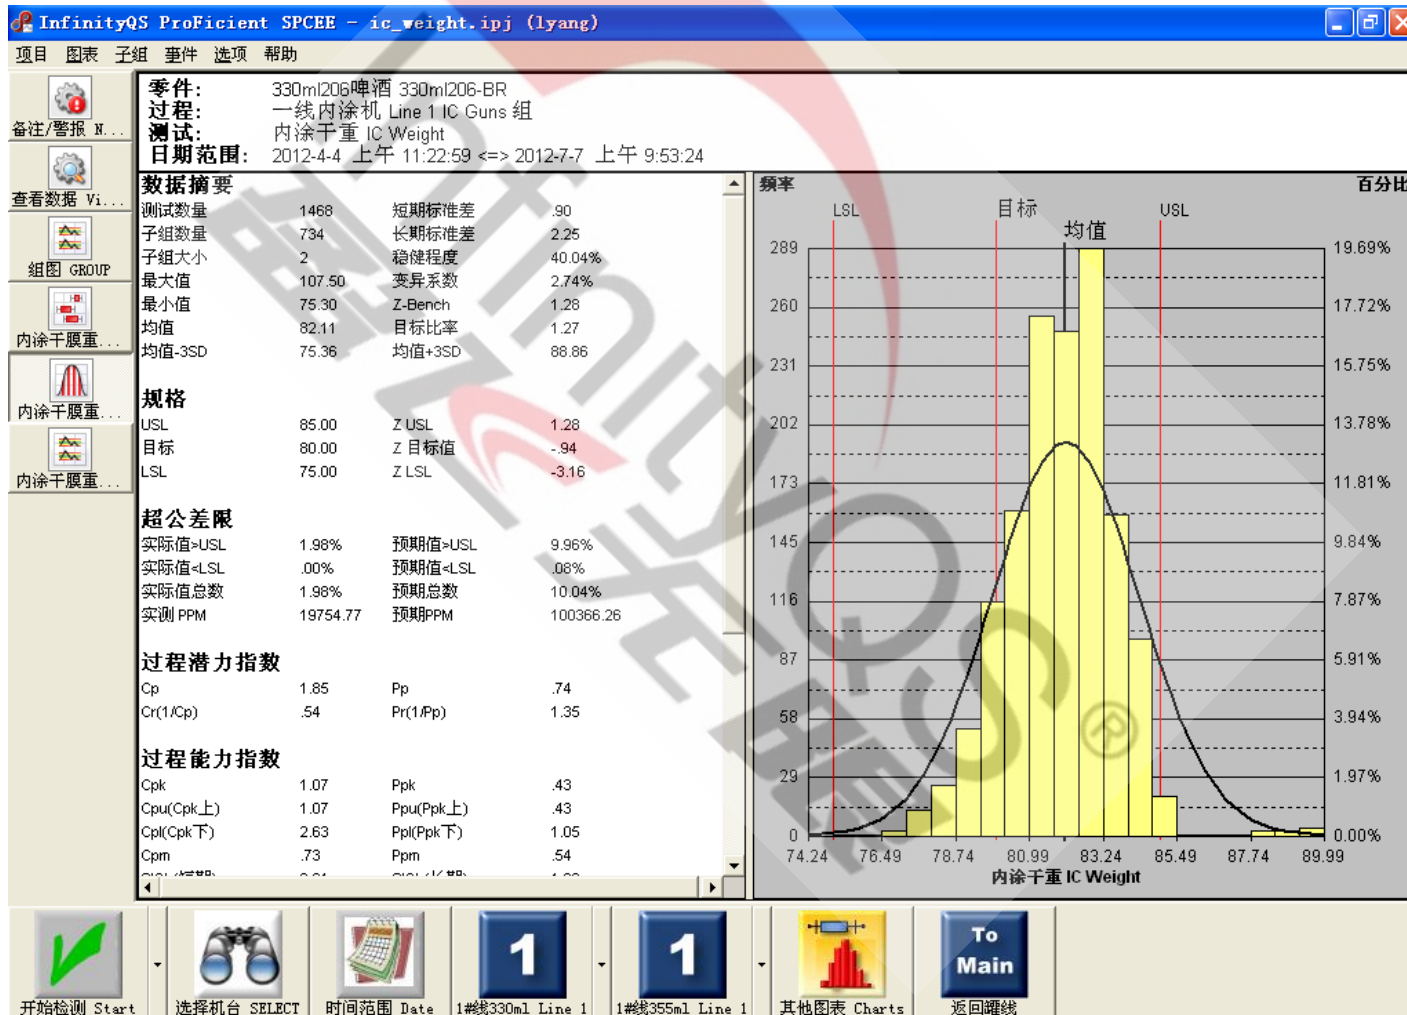 InfinityQS ProFicient SPCEE - ic_weight.ipj (lyang)
项目 图表 子组 事件 选项 帮助
备注/警报 N...
查看数据 Vi...
组图 GROUP
内涂干膜重...
内涂干膜重...
内涂干膜重...
零件: 330ml206啤酒 330ml206-BR
过程: 一线内涂机 Line 1 IC Guns 组
测试: 内涂干重 IC Weight
日期范围: 2012-4-4 上午 11:22:59 <=> 2012-7-7 上午 9:53:24
数据摘要
测试数量 1468 短期标准差 .90
子组数量 734 长期标准差 2.25
子组大小 2 稳健程度 40.04%
最大值 107.50 变异系数 2.74%
最小值 75.30 Z-Bench 1.28
均值 82.11 目标比率 1.27
均值-3SD 75.36 均值+3SD 88.86
规格
USL 85.00 Z USL 1.28
目标 80.00 Z 目标值 -.94
LSL 75.00 Z LSL -3.16
超公差限
实际值>USL 1.98% 预期值>USL 9.96%
实际值<LSL .00% 预期值<LSL .08%
实际值总数 1.98% 预期总数 10.04%
实测 PPM 19754.77 预期PPM 100366.26
过程潜力指数
Cp 1.85 Pp .74
Cr(1/Cp) .54 Pr(1/Pp) 1.35
过程能力指数
Cpk 1.07 Ppk .43
Cpu(Cpk上) 1.07 Ppu(Ppk上) .43
Cpl(Cpk下) 2.63 Ppl(Ppk下) 1.05
Cpm .73 Ppm .54
频率 百分比
LSL 目标 均值 USL
289 19.69%
260 17.72%
231 15.75%
202 13.78%
173 11.81%
145 9.84%
116 7.87%
87 5.91%
58 3.94%
29 1.97%
0 0.00%
74.24 76.49 78.74 80.99 83.24 85.49 87.74 89.99
内涂干重 IC Weight
InfinityQS®
1 1 To Main
开始检测 Start 选择机台 SELECT 时间范围 Date 1#线330ml Line 1 1#线355ml Line 1 其他图表 Charts 返回罐线